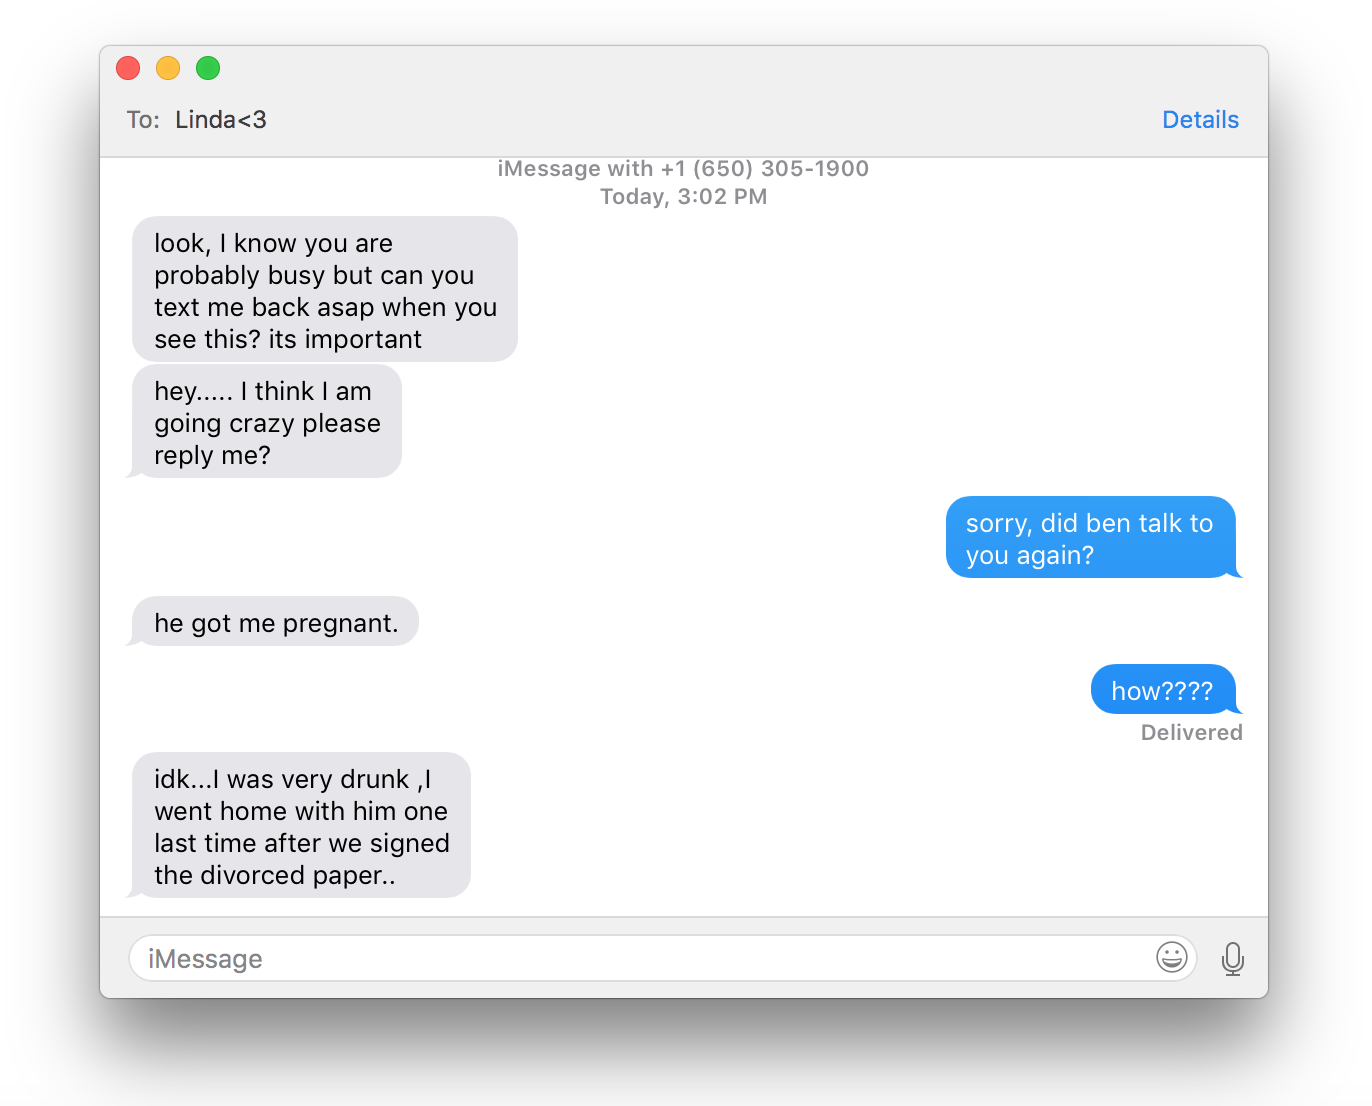 To: Linda<3
Details
iMessage with +1 (650) 305-1900
Today, 3:02 PM
look, I know you are
probably busy but can you
text me back asap when you
see this? its important
hey..... I think I am
going crazy please
reply me?
sorry, did ben talk to
you again?
he got me pregnant.
how????
Delivered
idk...I was very drunk ,I
went home with him one
last time after we signed
the divorced paper..
iMessage